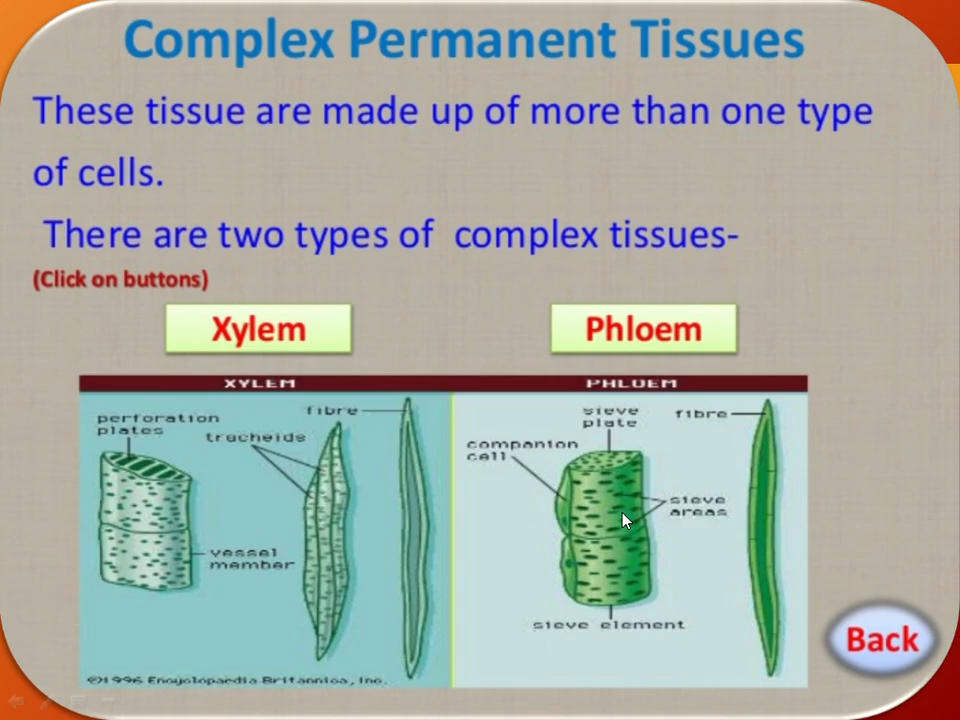 Complex Permanent Tissues
These tissue are made up of more than one type
of cells.
There are two types of complex tissues-
(Click on buttons)
Xylem
Phloem
XYLEM
PHLOEM
perforation
plates
tracheids
fibre
vessel
member
sieve
plate
fibre
companion
cell
sieve
areas
sieve element
©1996 Encyclopaedia Britannica, Inc.
Back